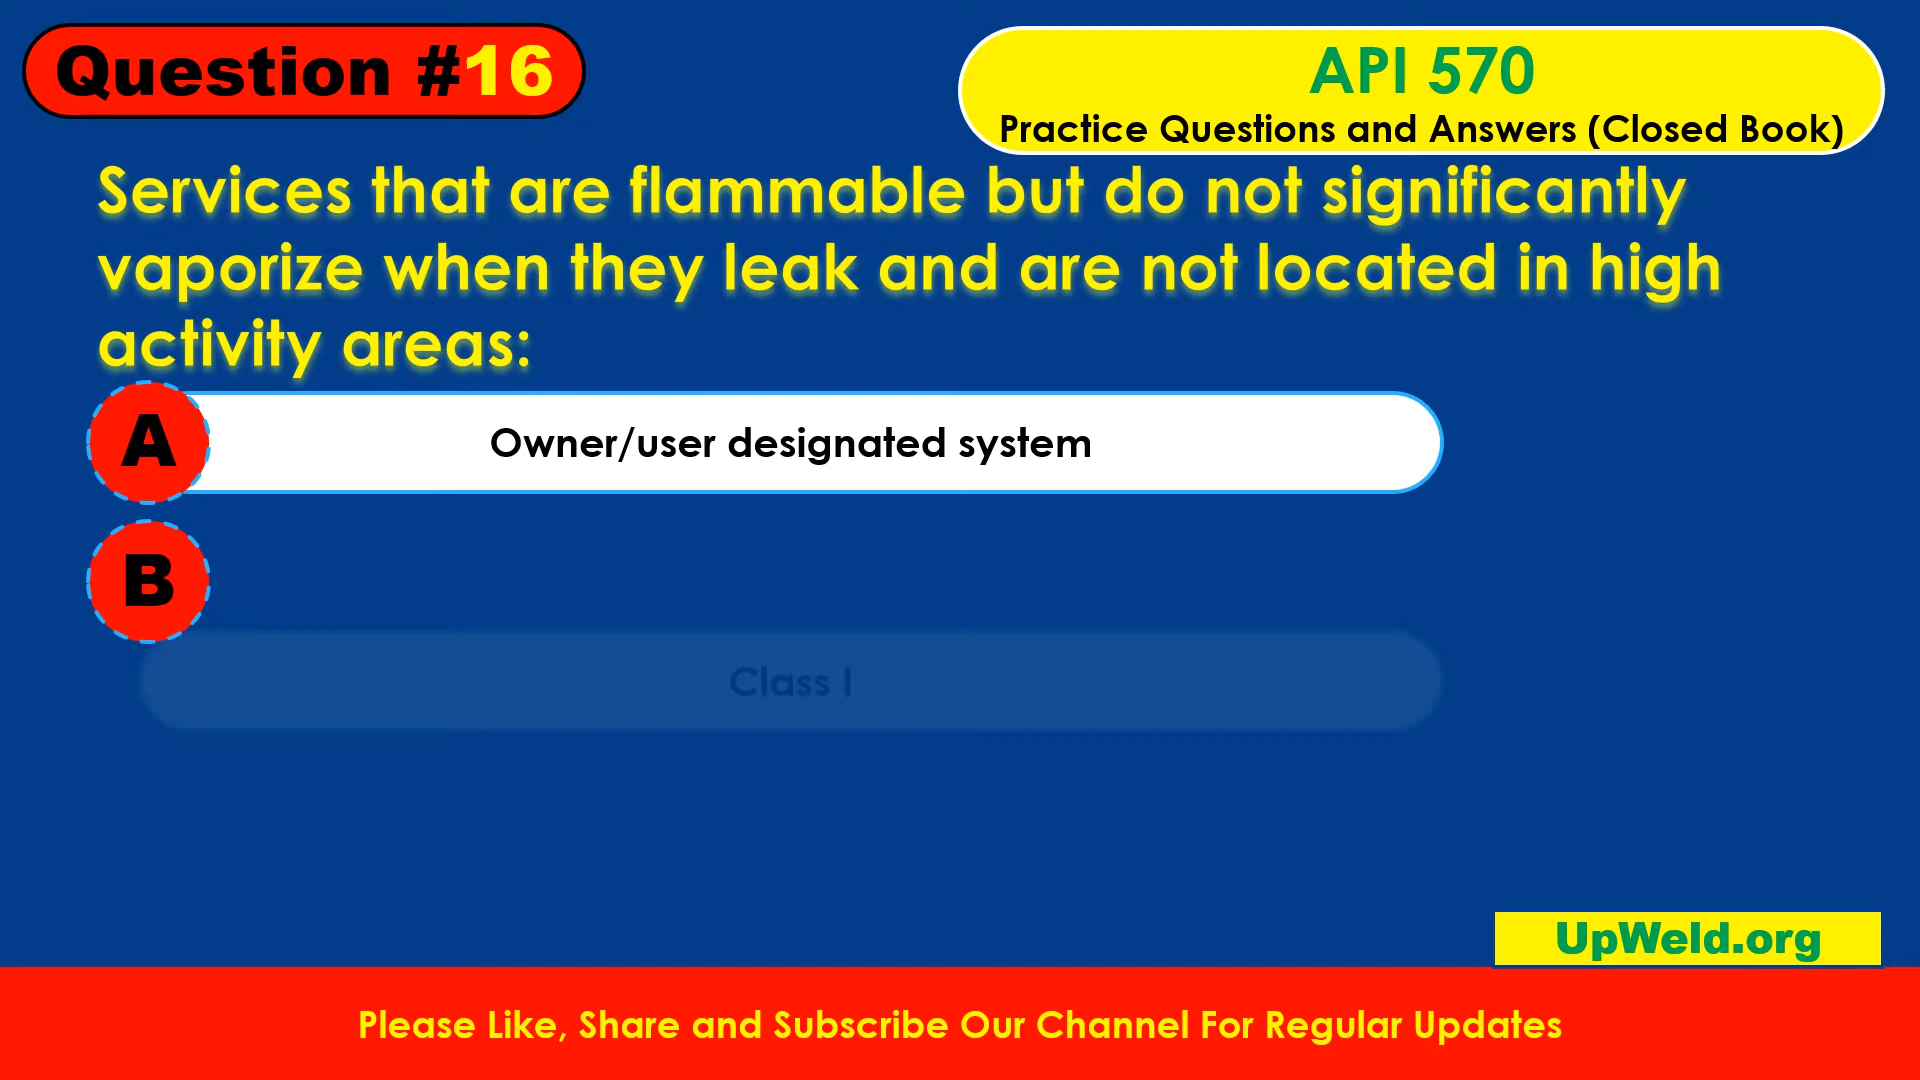 Question #16
API 570
Practice Questions and Answers (Closed Book)
Services that are flammable but do not significantly
vaporize when they leak and are not located in high
activity areas:
A
Owner/user designated system
B
Class I
UpWeld.org
Please Like, Share and Subscribe Our Channel For Regular Updates